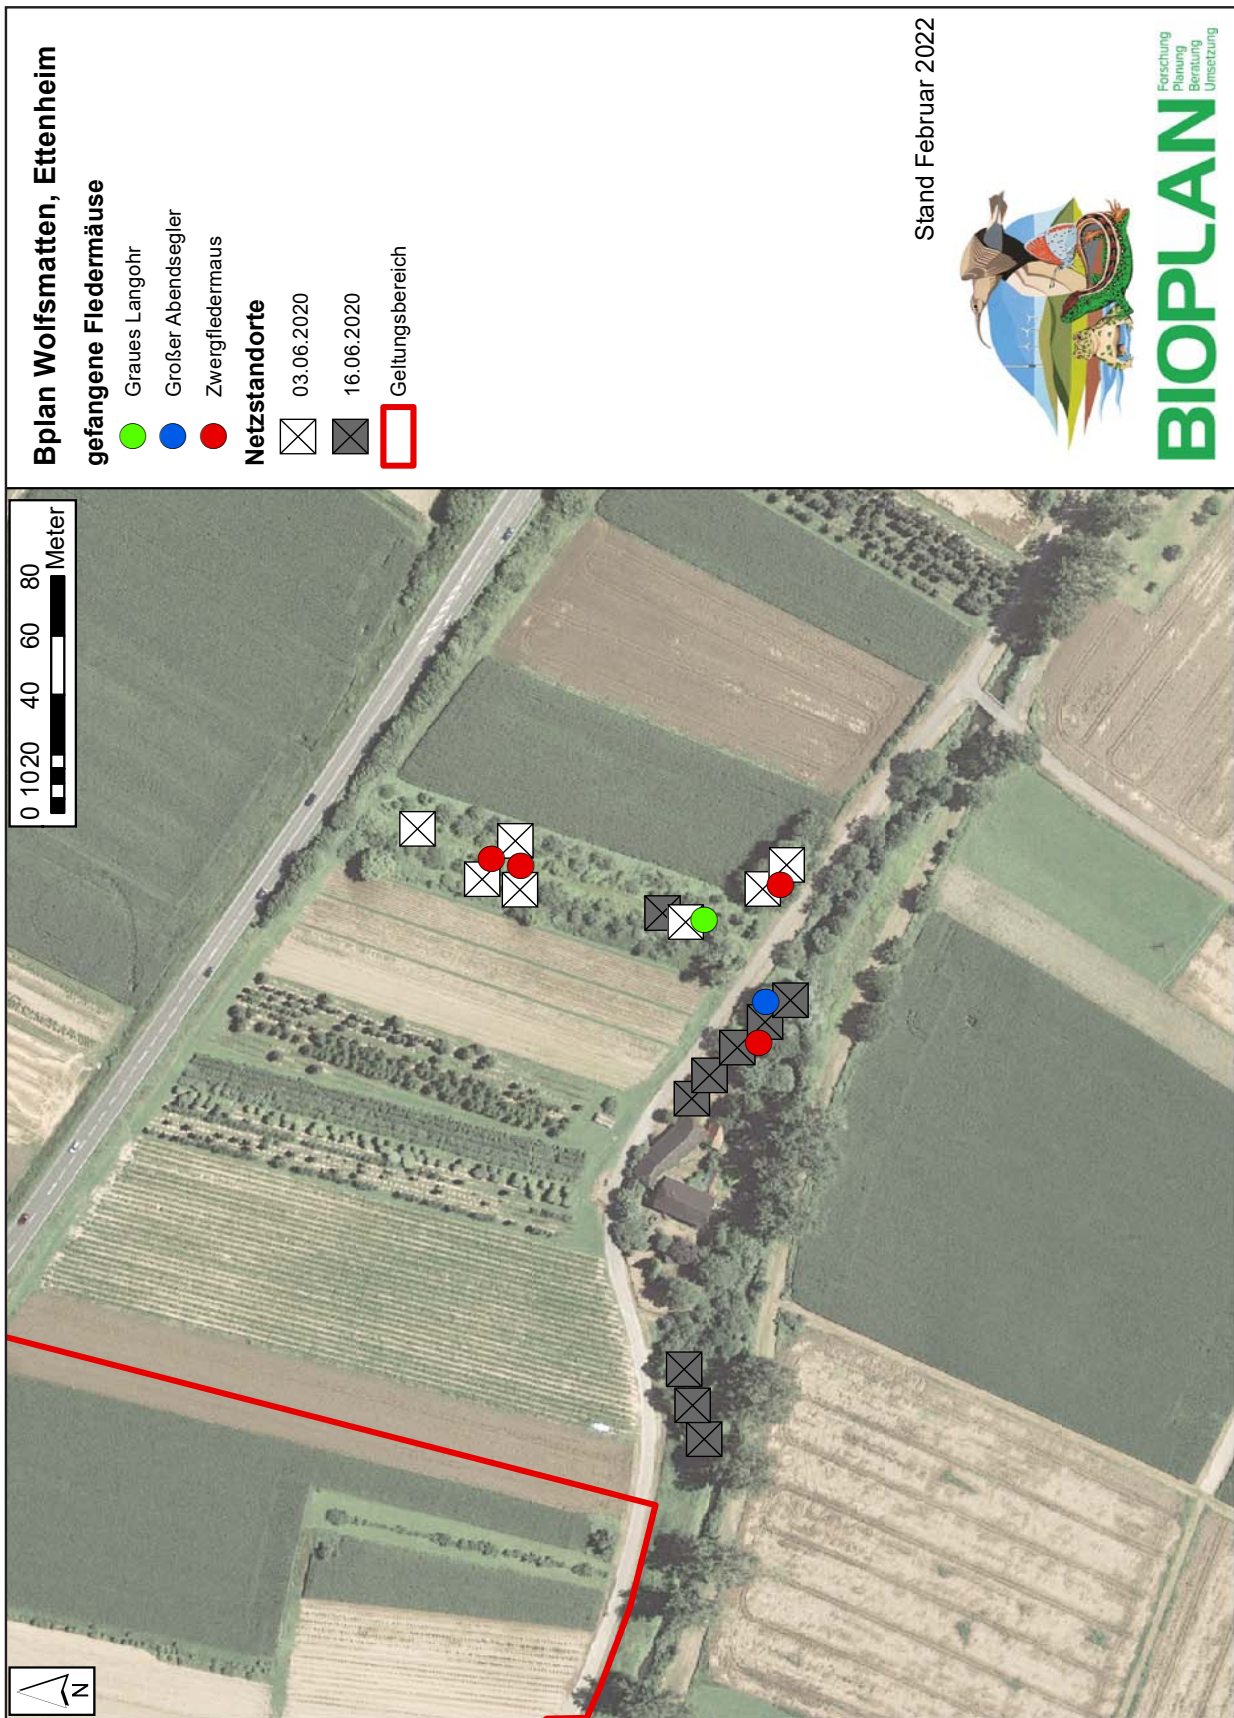 Bplan Wolfsmatten, Ettenheim
gefangene Fledermäuse
Graues Langohr
Großer Abendsegler
Zwergfledermaus
Netzstandorte
03.06.2020
16.06.2020
Geltungsbereich
Stand Februar 2022
BIOPLAN
Forschung
Planung
Beratung
Umsetzung
0 10 20 40 60 80
Meter
N